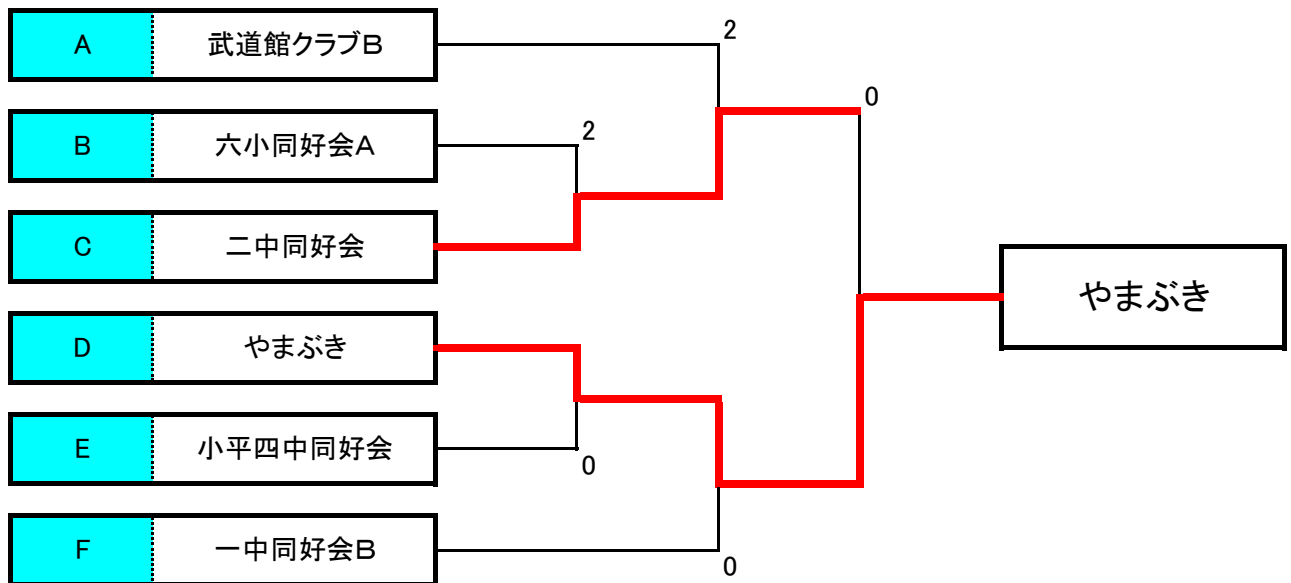 A 武道館クラブB 2
0
B 六小同好会A 2
C 二中同好会
やまぶき
D やまぶき
E 小平四中同好会 0
F 一中同好会B 0